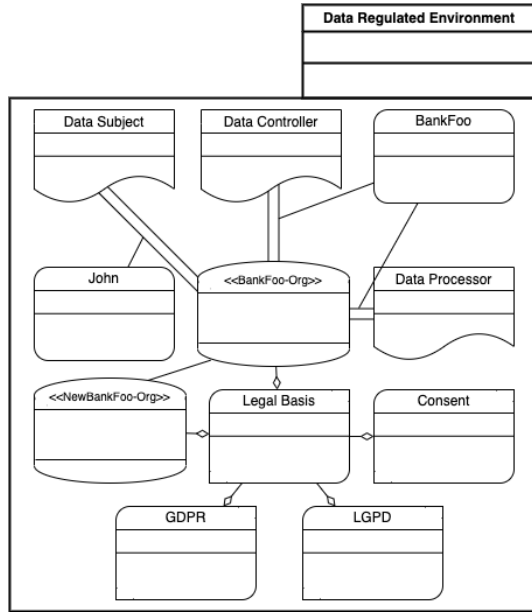 Data Regulated Environment
Data Subject
Data Controller
BankFoo
John
<<BankFoo-Org>>
Data Processor
<<NewBankFoo-Org>>
Legal Basis
Consent
GDPR
LGPD